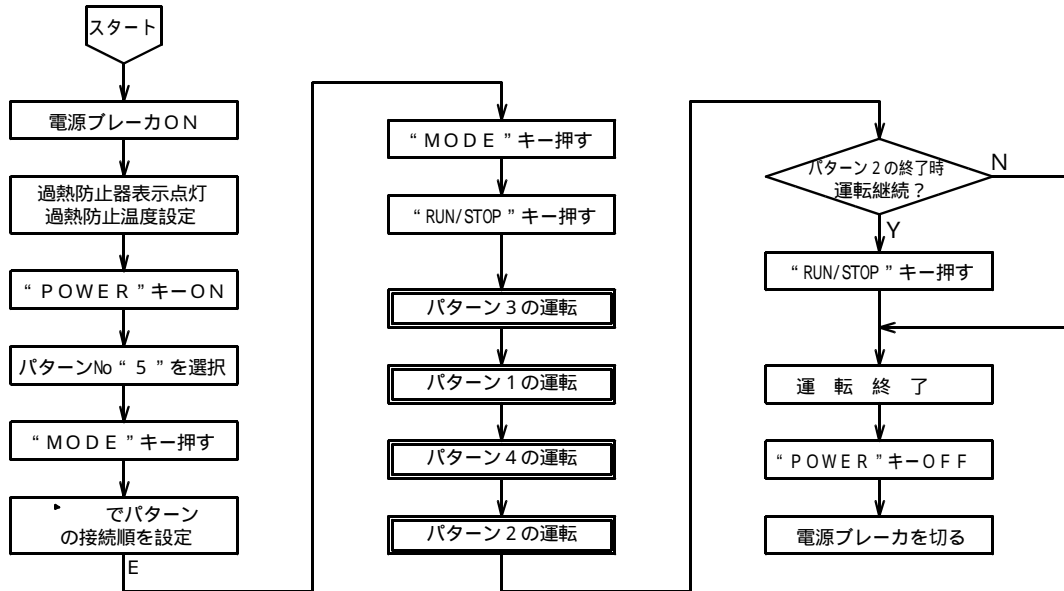 スタート
電源ブレーカON
過熱防止器表示点灯
過熱防止温度設定
“POWER”キーON
パターンNo“5”を選択
“MODE”キー押す
でパターン
の接続順を設定
E
“MODE”キー押す
“RUN/STOP”キー押す
パターン3の運転
パターン1の運転
パターン4の運転
パターン2の運転
パターン2の終了時
運転継続？
N
Y
“RUN/STOP”キー押す
運 転 終 了
“POWER”キーOFF
電源ブレーカを切る